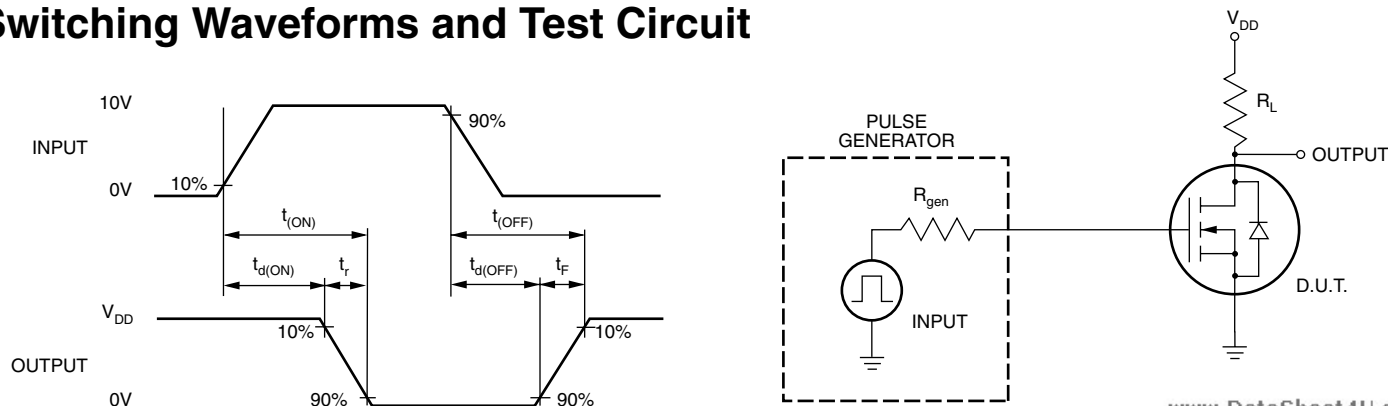 Switching Waveforms and Test Circuit
10V
INPUT
0V
10%
90%
t(ON)
t(OFF)
td(ON)
tr
td(OFF)
tF
VDD
OUTPUT
0V
10%
90%
10%
90%
VDD
RL
OUTPUT
PULSE
GENERATOR
Rgen
INPUT
D.U.T.